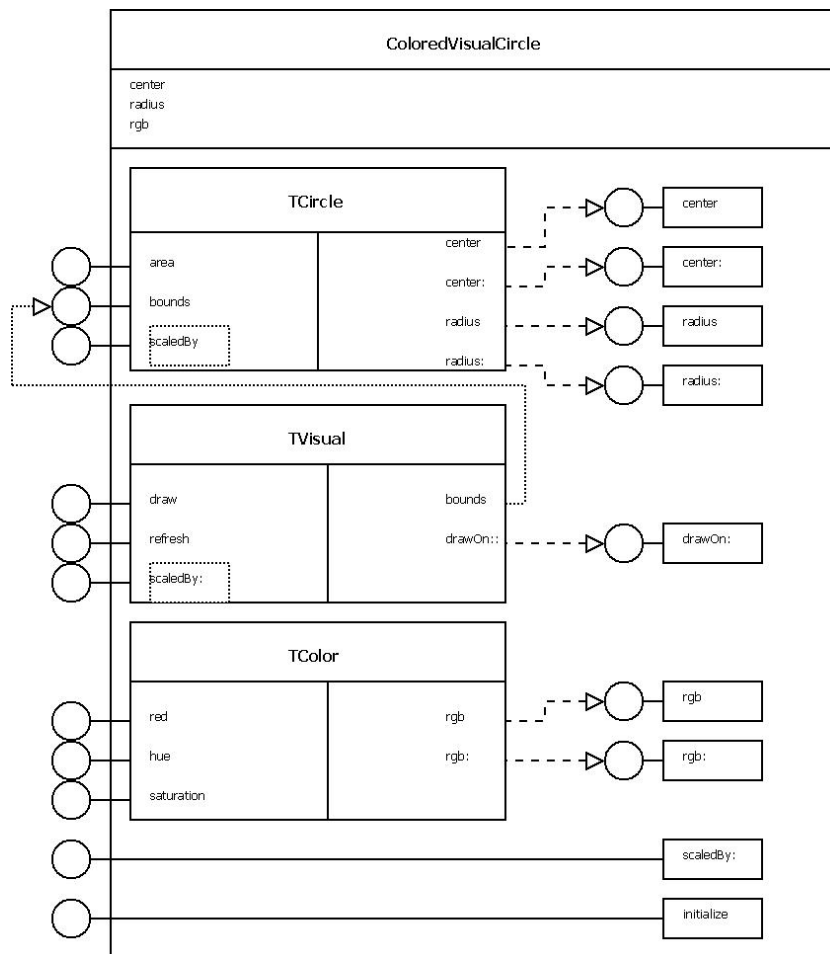 ColoredVisualCircle
center
radius
rgb
TCircle
area
bounds
scaledBy
center
center:
radius
radius:
center
center:
radius
radius:
TVisual
draw
refresh
scaledBy:
bounds
drawOn::
drawOn:
TColor
red
hue
saturation
rgb
rgb:
rgb
rgb:
scaledBy:
initialize